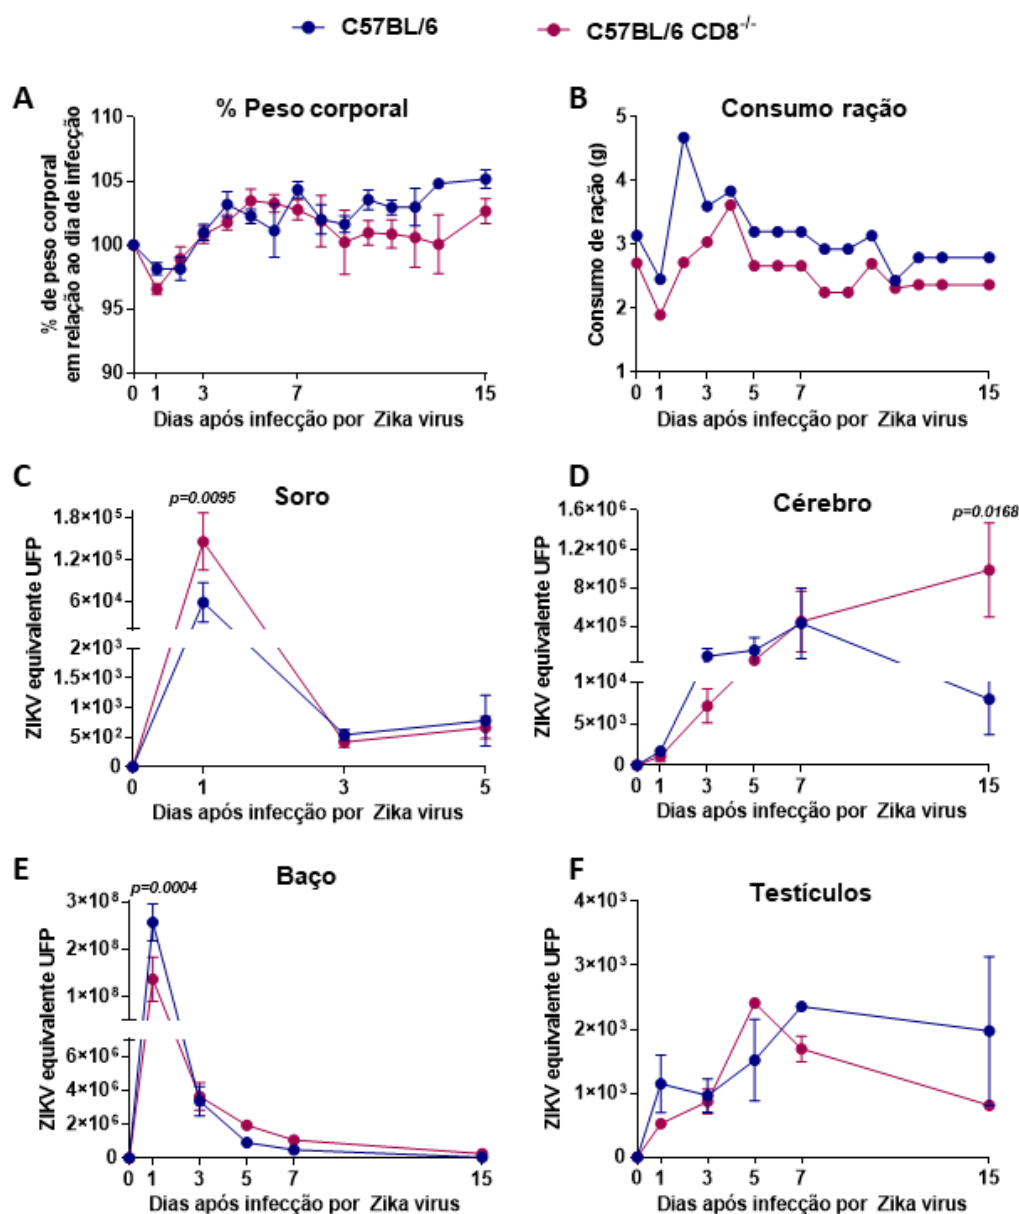 C57BL/6
C57BL/6 CD8-/-
A
% Peso corporal
% de peso corporal
em relação ao dia de infecção
110
105
100
95
90
0 1 3 7 15
Dias após infecção por Zika virus
B
Consumo ração
Consumo de ração (g)
5
4
3
2
1
0 1 3 5 7 15
Dias após infecção por Zika virus
C
Soro
p=0.0095
ZIKV equivalente UFP
1.8×10⁵
1.2×10⁵
6×10⁴
2×10³
1.5×10³
1×10³
5×10²
0
0 1 3 5
Dias após infecção por Zika virus
D
Cérebro
p=0.0168
ZIKV equivalente UFP
1.6×10⁶
1.2×10⁶
8×10⁵
4×10⁵
1×10⁴
5×10³
0
0 1 3 5 7 15
Dias após infecção por Zika virus
E
Baço
p=0.0004
ZIKV equivalente UFP
3×10⁸
2×10⁸
1×10⁸
6×10⁶
4×10⁶
2×10⁶
0
0 1 3 5 7 15
Dias após infecção por Zika virus
F
Testículos
ZIKV equivalente UFP
4×10³
3×10³
2×10³
1×10³
0
0 1 3 5 7 15
Dias após infecção por Zika virus